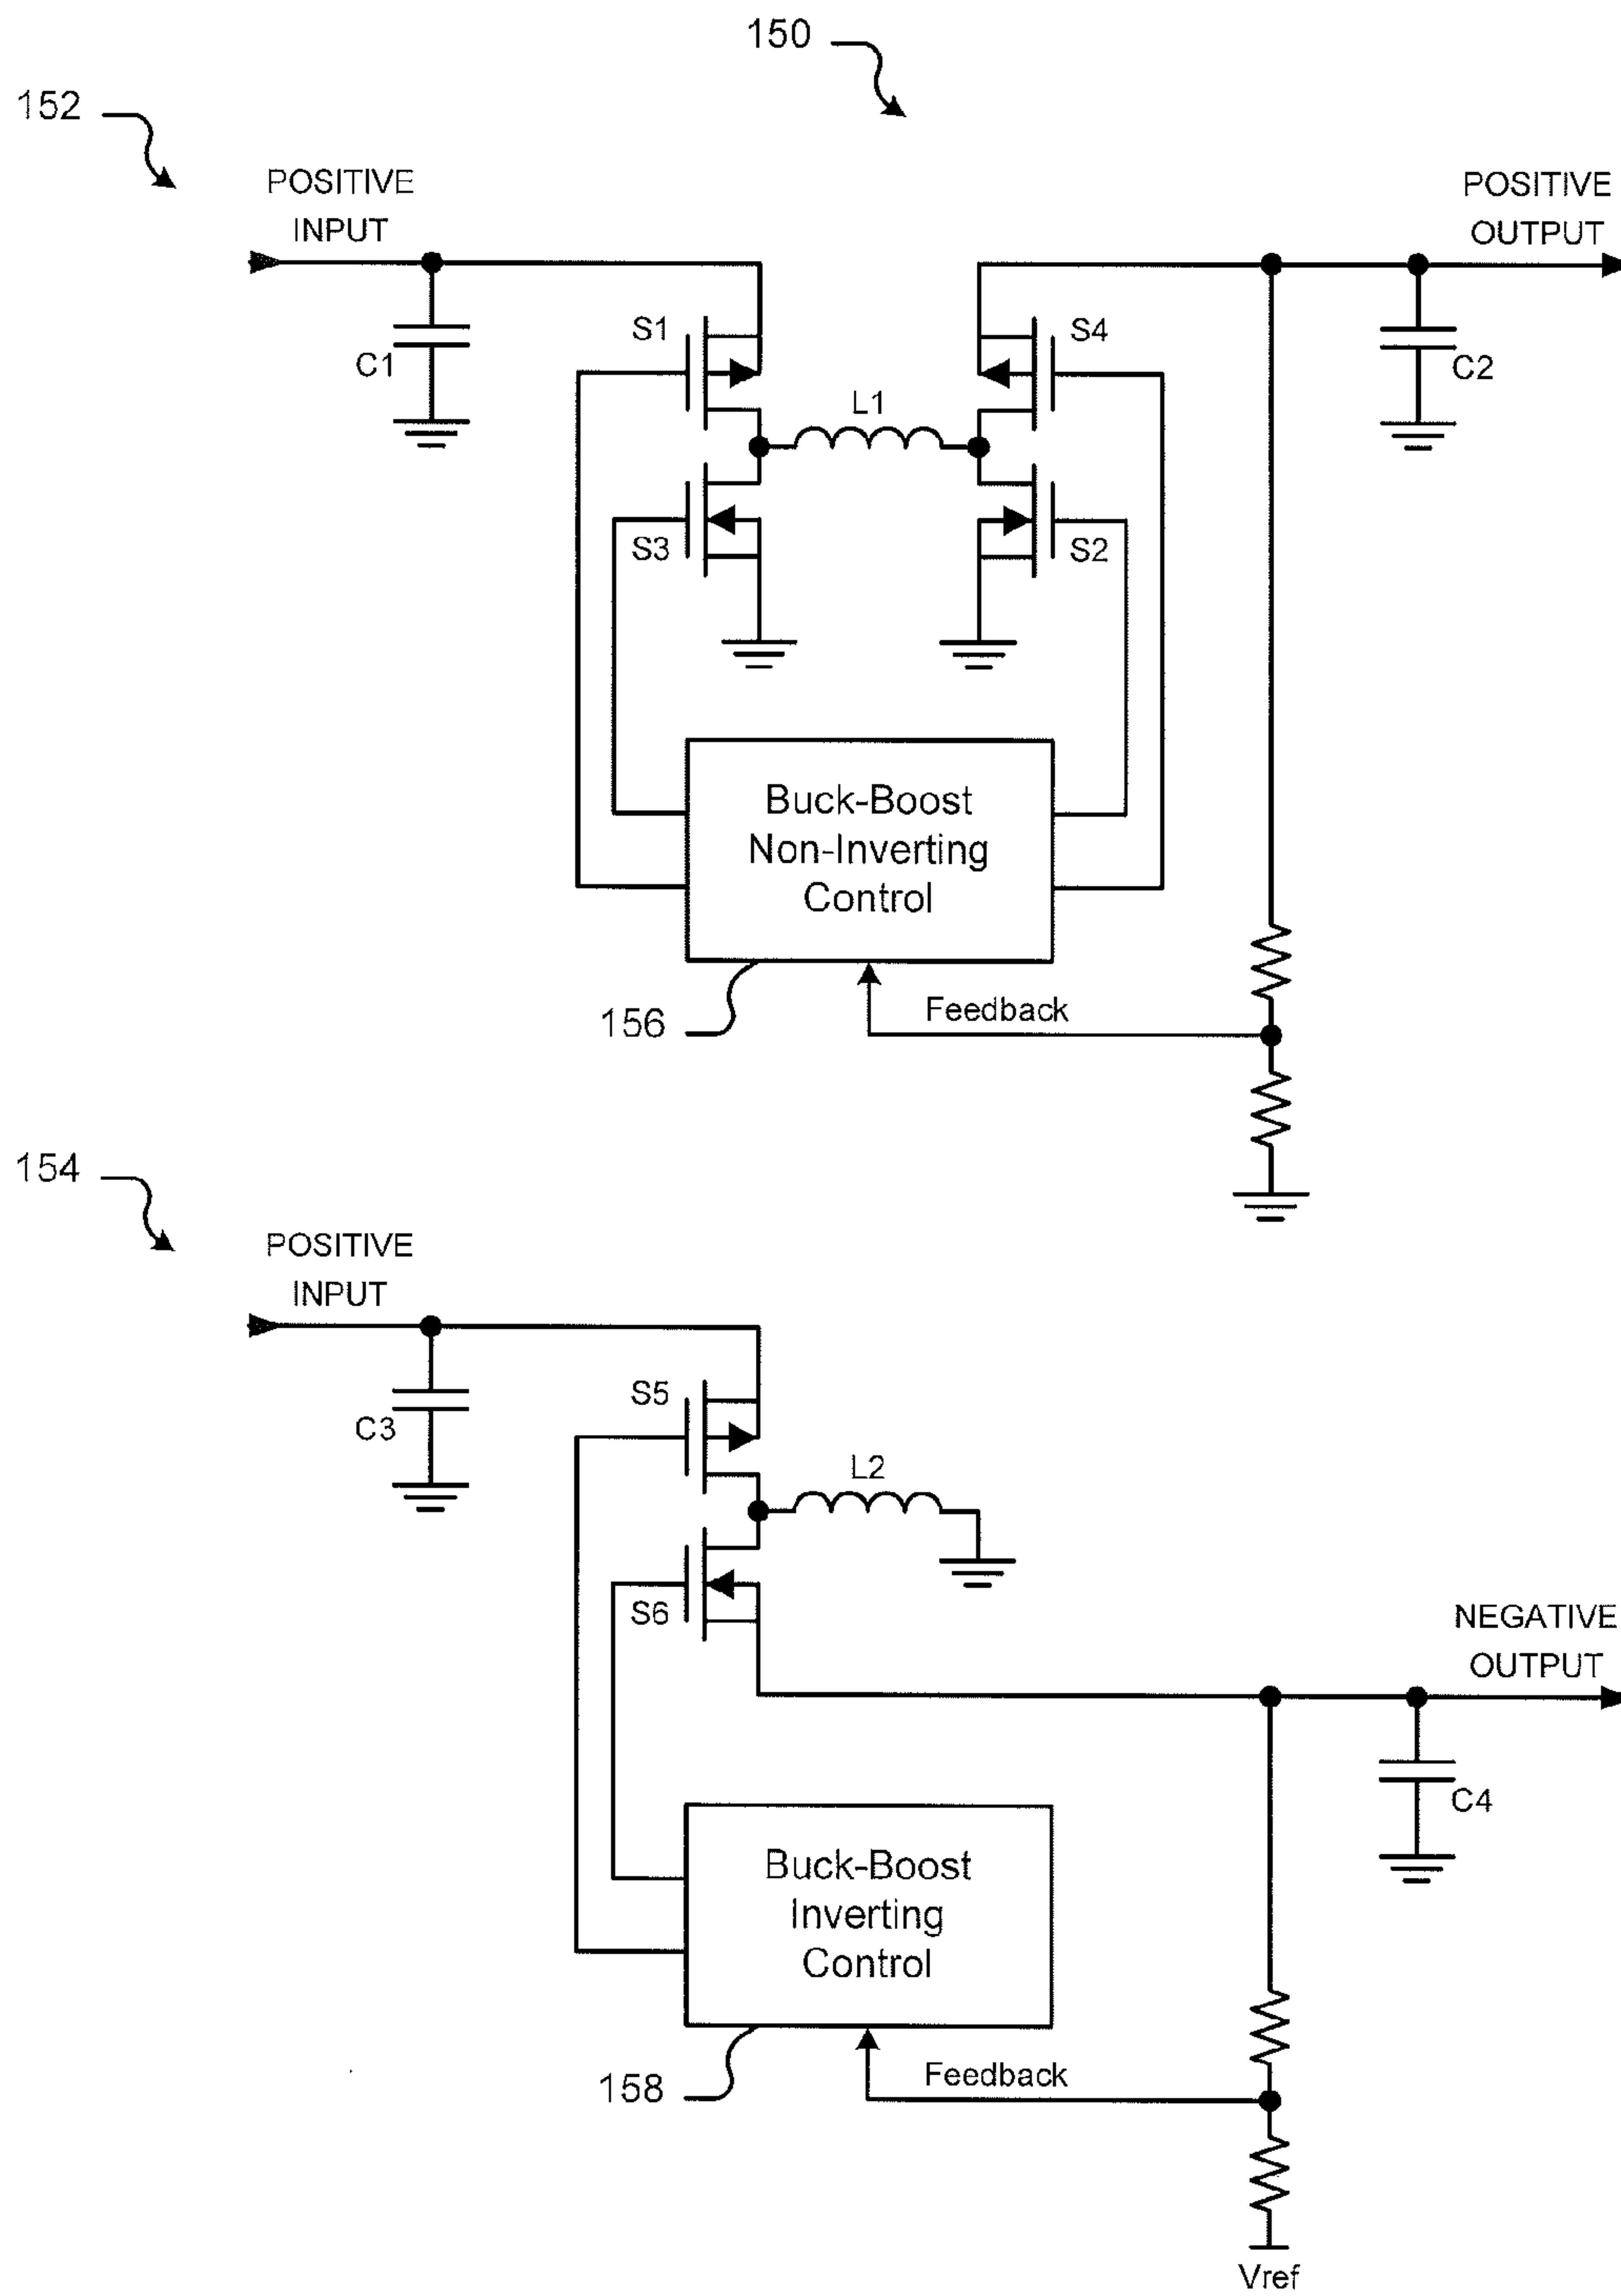 150
152
POSITIVE
INPUT
POSITIVE
OUTPUT
S1
S4
C1
C2
L1
S3
S2
Buck-Boost
Non-Inverting
Control
156
Feedback
154
POSITIVE
INPUT
S5
C3
L2
S6
NEGATIVE
OUTPUT
C4
Buck-Boost
Inverting
Control
158
Feedback
Vref